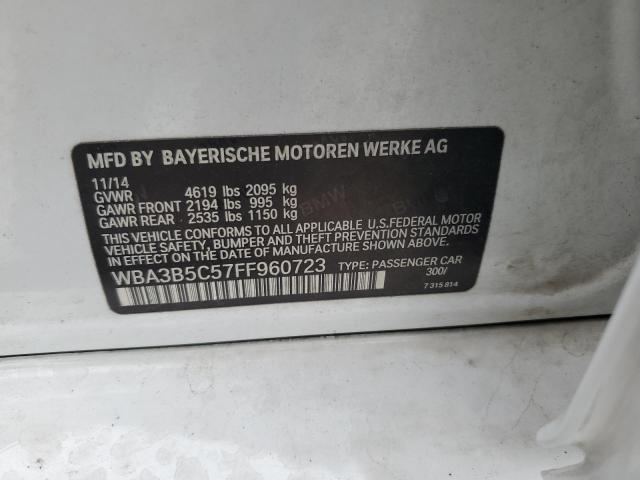 MFD BY BAYERISCHE MOTOREN WERKE AG
11/14
GVWR 4619 lbs 2095 kg
GAWR FRONT 2194 lbs 995 kg
GAWR REAR 2535 lbs 1150 kg
THIS VEHICLE CONFORMS TO ALL APPLICABLE U.S.FEDERAL MOTOR
VEHICLE SAFETY, BUMPER AND THEFT PREVENTION STANDARDS
IN EFFECT ON THE DATE OF MANUFACTURE SHOWN ABOVE.
WBA3B5C57FF960723 TYPE: PASSENGER CAR
300/
7 315 814
BMW